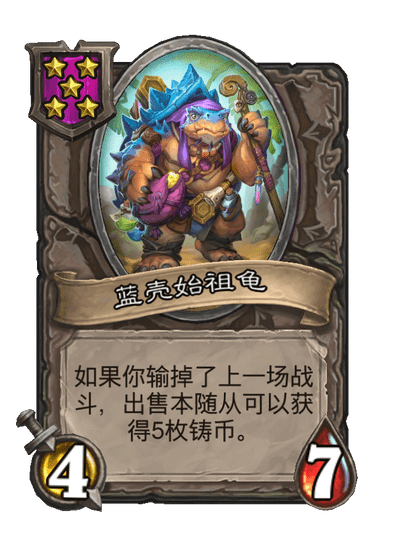 蓝壳始祖龟
如果你输掉了上一场战
斗，出售本随从可以获
得5枚铸币。
4
7